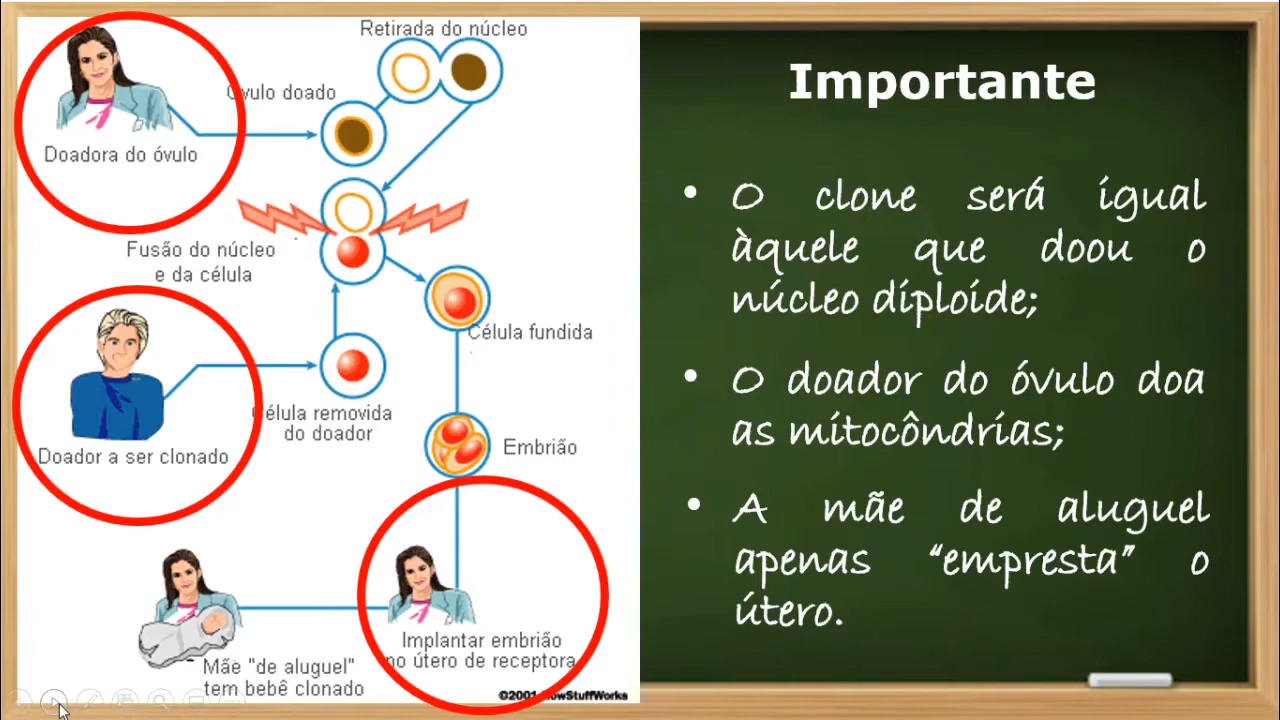 Retirada do núcleo
Óvulo doado
Doadora do óvulo
Fusão do núcleo
e da célula
Célula fundida
Célula removida
do doador
Doador a ser clonado
Embrião
Implantar embrião
no útero de receptora
Mãe "de aluguel"
tem bebê clonado
©2001 HowStuffWorks
Importante
• O clone será igual
àquele que doou o
núcleo diploide;
• O doador do óvulo doa
as mitocôndrias;
• A mãe de aluguel
apenas “empresta” o
útero.